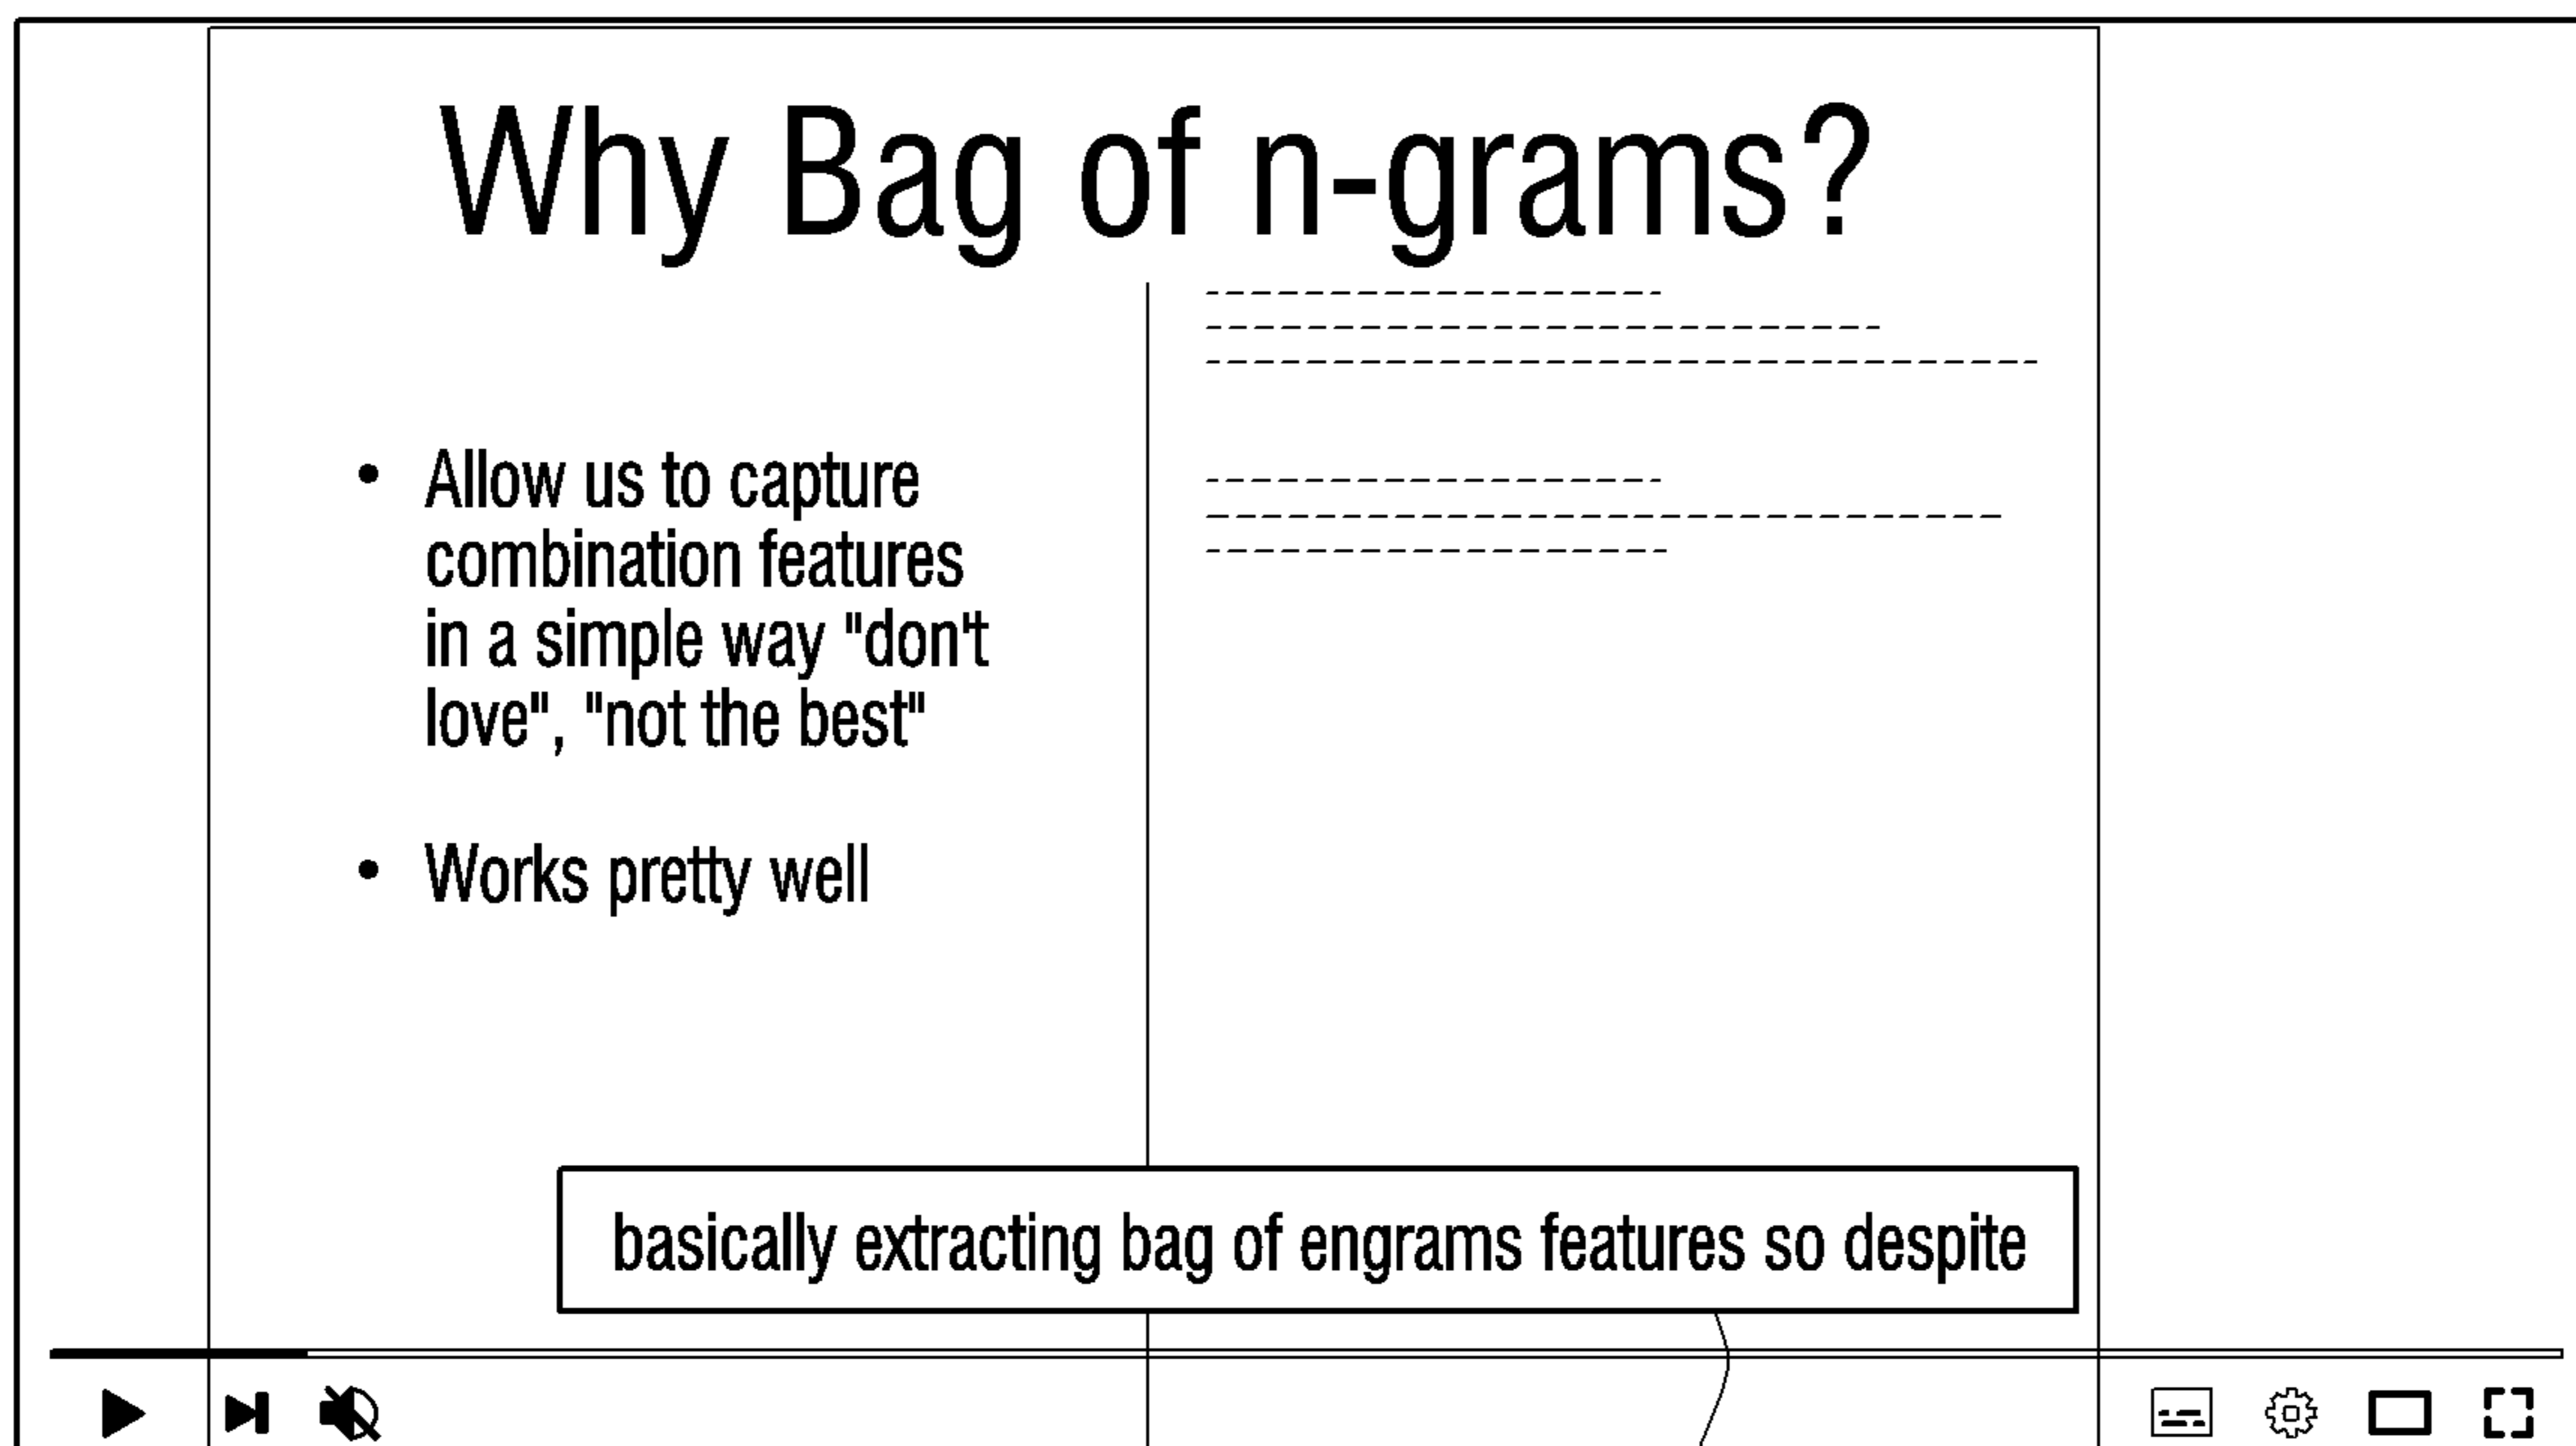 Why Bag of n-grams?
• Allow us to capture
combination features
in a simple way "don't
love", "not the best"
• Works pretty well
basically extracting bag of engrams features so despite